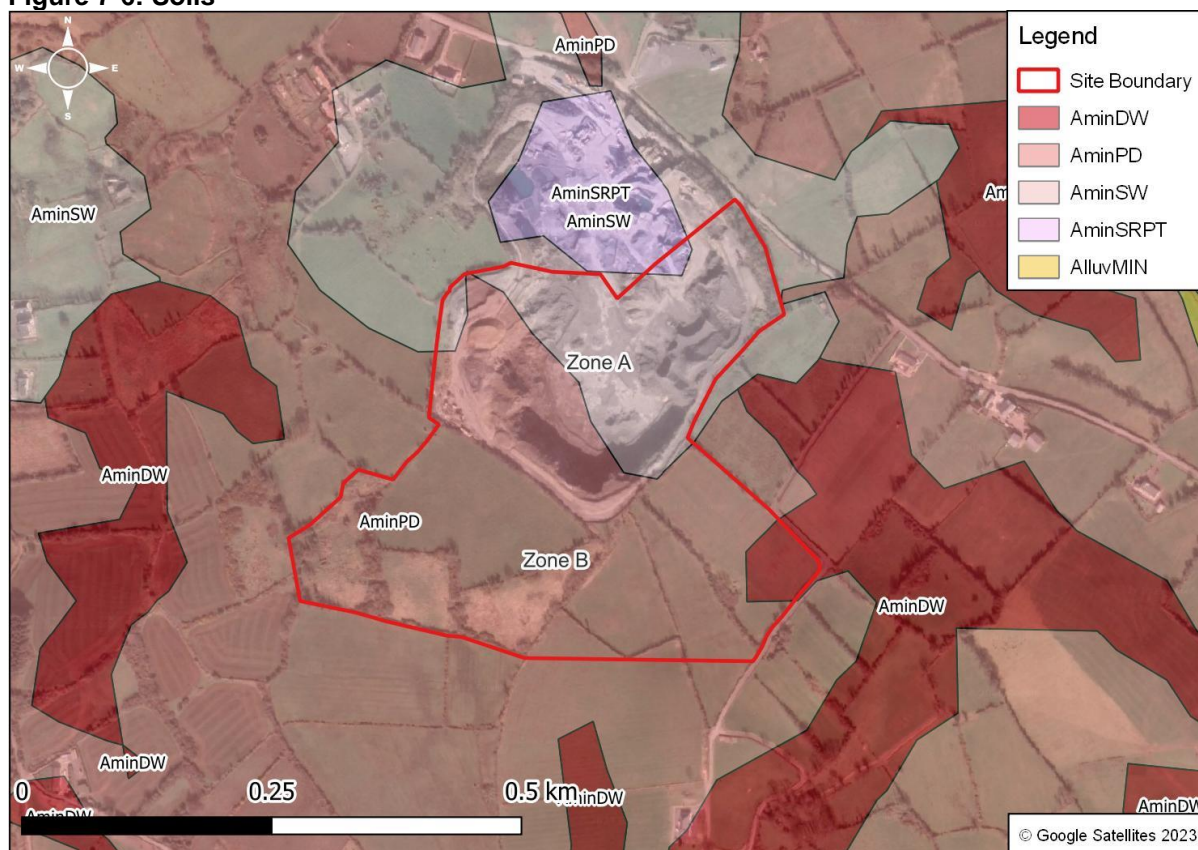 Figure 7-6: Soils
N
W
E
S
AminPD
Legend
Site Boundary
AminDW
AminPD
AminSW
AminSRPT
AlluvMIN
AminSRPT
AminSW
AminSW
Zone A
AminDW
AminPD
Zone B
AminDW
AminDW
0
0.25
0.5 km
AminDW
AminDW
AminDW
© Google Satellites 2023